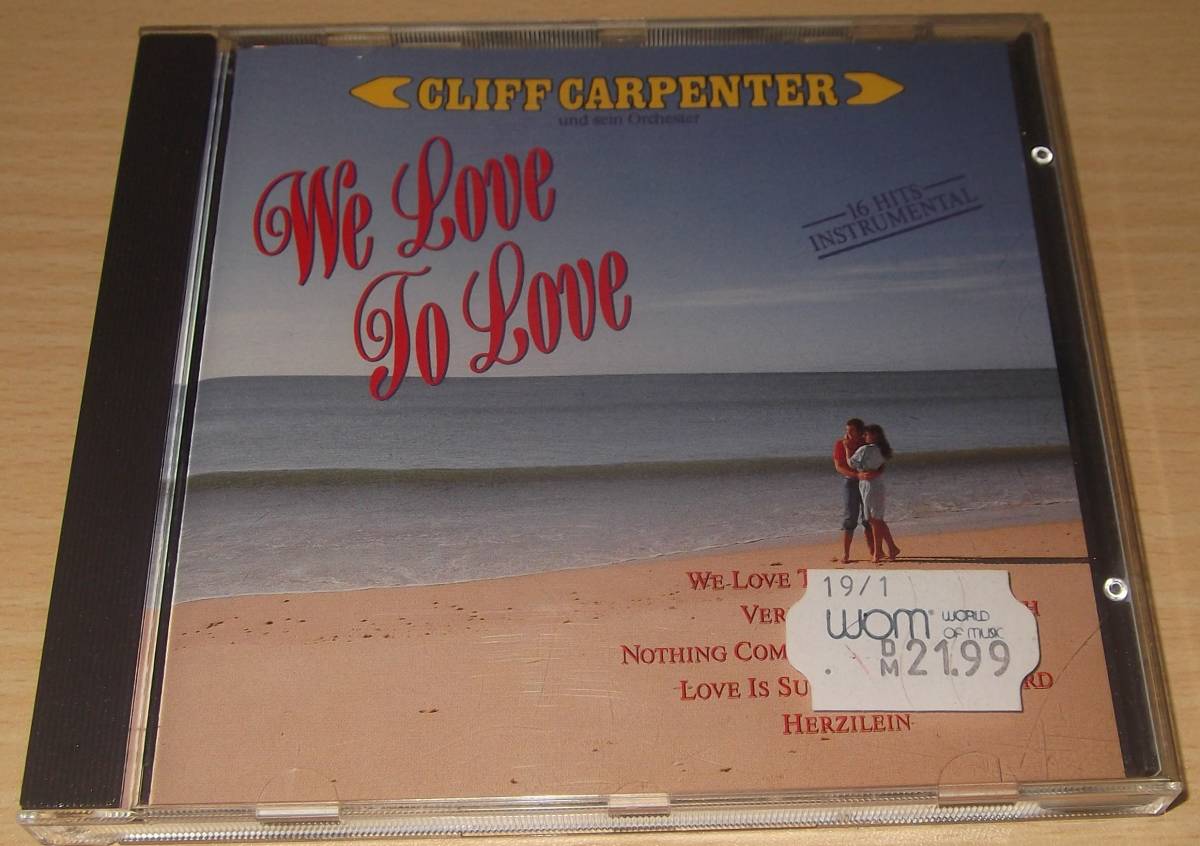 CLIFF CARPENTER
und sein Orchester
We Love
To Love
16 HITS
INSTRUMENTAL
WE LOVE
VER
NOTHING COM
LOVE IS SU
HERZILEIN
19/1
wom WORLD
OF MUSIC
DM 21.99